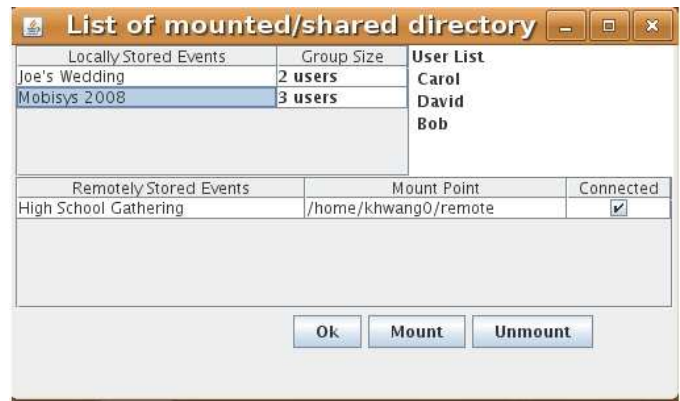 List of mounted/shared directory
Locally Stored Events Group Size User List
Joe's Wedding 2 users Carol
Mobisys 2008 3 users David
Bob
Remotely Stored Events Mount Point Connected
High School Gathering /home/khwang0/remote
Ok Mount Unmount